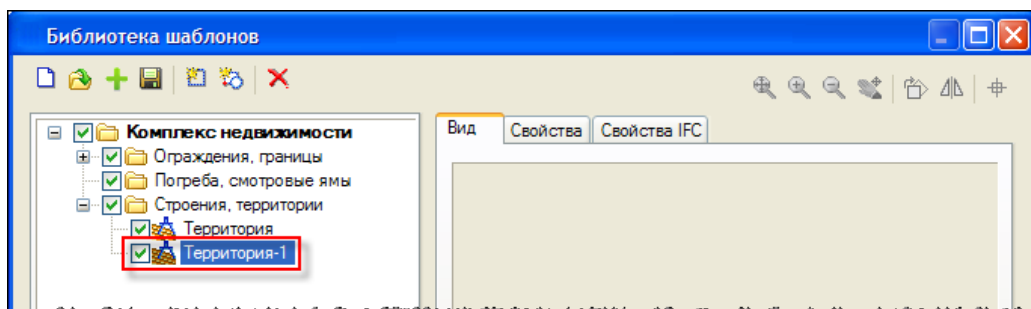 Библиотека шаблонов
Комплекс недвижимости
Ограждения, границы
Погреба, смотровые ямы
Строения, территории
Территория
Территория-1
Вид Свойства Свойства IFC